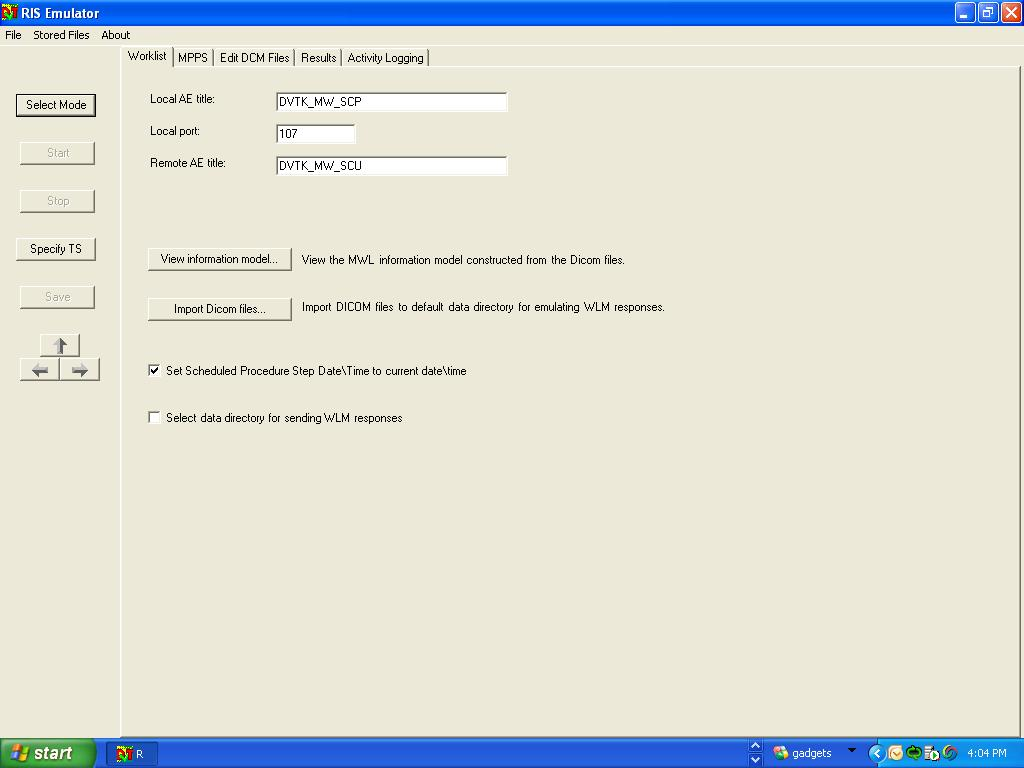 RIS Emulator
File Stored Files About
Worklist MPPS Edit DCM Files Results Activity Logging
Select Mode
Start
Stop
Specify TS
Save
Local AE title: DVTK_MW_SCP
Local port: 107
Remote AE title: DVTK_MW_SCU
View information model... View the MWL information model constructed from the Dicom files.
Import Dicom files... Import DICOM files to default data directory for emulating WLM responses.
Set Scheduled Procedure Step Date\Time to current date\time
Select data directory for sending WLM responses
start R gadgets 4:04 PM